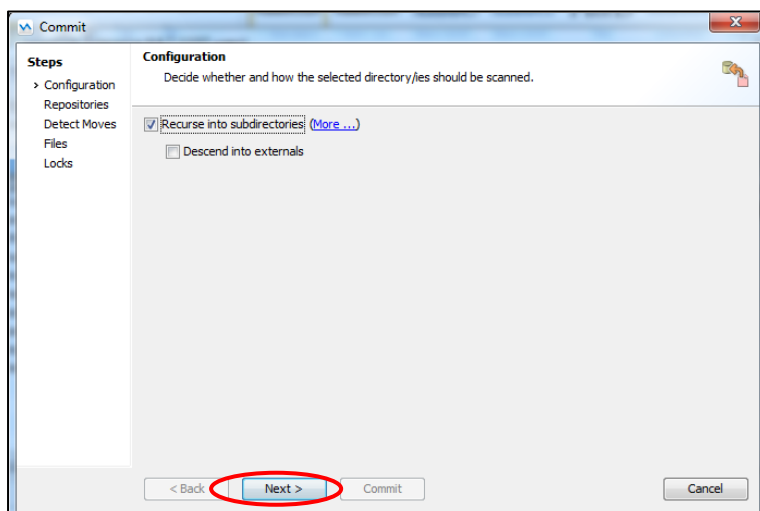 Commit
Steps
> Configuration
Repositories
Detect Moves
Files
Locks
Configuration
Decide whether and how the selected directory/ies should be scanned.
Recurse into subdirectories (More ...)
Descend into externals
< Back Next > Commit Cancel